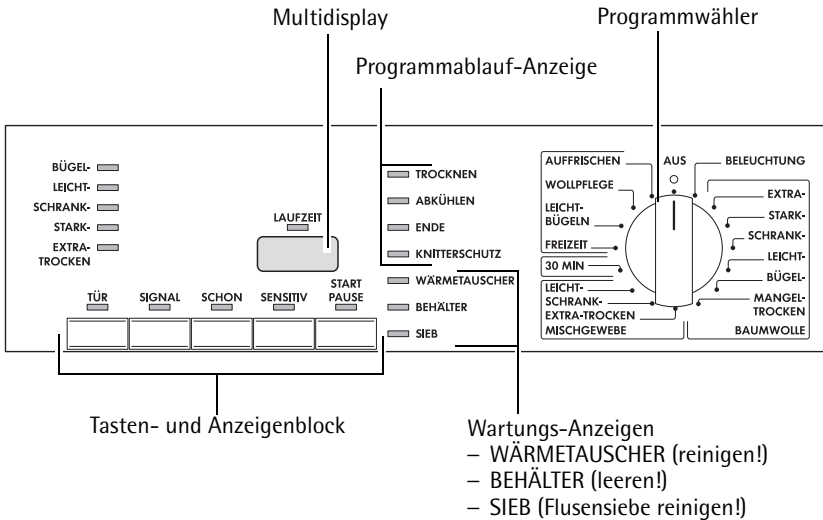 Multidisplay
Programmwähler
Programmablauf-Anzeige
BÜGEL-
LEICHT-
SCHRANK-
STARK-
EXTRA-
TROCKEN
LAUFZEIT
TROCKNEN
ABKÜHLEN
ENDE
KNITTERSCHUTZ
WÄRMETAUSCHER
BEHÄLTER
SIEB
TÜR
SIGNAL
SCHON
SENSITIV
START
PAUSE
AUS
AUFFRISCHEN
WOLLPFLEGE
LEICHT-
BÜGELN
FREIZEIT
30 MIN
LEICHT-
SCHRANK-
EXTRA-TROCKEN
MISCHGEWEBE
BELEUCHTUNG
EXTRA-
STARK-
SCHRANK-
LEICHT-
BÜGEL-
MANGEL-
TROCKEN
BAUMWOLLE
Tasten- und Anzeigenblock
Wartungs-Anzeigen
– WÄRMETAUSCHER (reinigen!)
– BEHÄLTER (leeren!)
– SIEB (Flusensiebe reinigen!)